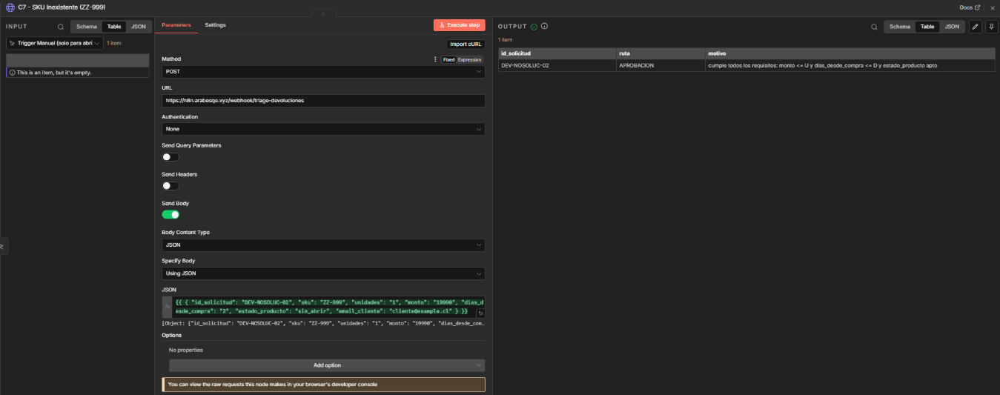 C7 - SKU Inexistente (ZZ-999)
Docs
INPUT
Schema
Table
JSON
Trigger Manual (solo para abri
1 item
This is an item, but it's empty.
Parameters
Settings
Execute step
Import cURL
Method
Fixed
Expression
POST
URL
https://n8n.arabesqe.xyz/webhook/triage-devoluciones
Authentication
None
Send Query Parameters
Send Headers
Send Body
Body Content Type
JSON
Specify Body
Using JSON
JSON
{{ { "id_solicitud": "DEV-NOSOLUC-02", "sku": "ZZ-999", "unidades": "1", "monto": "19990", "dias_d
esde_compra": "2", "estado_producto": "sin_abrir", "email_cliente": "cliente@example.cl" } }}
[Object: {"id_solicitud": "DEV-NOSOLUC-02", "sku": "ZZ-999", "unidades": "1", "monto": "19990", "dias_desde_com…
Options
No properties
Add option
You can view the raw requests this node makes in your browser's developer console
OUTPUT
Schema
Table
JSON
1 item
id_solicitud
ruta
motivo
DEV-NOSOLUC-02
APROBACION
cumple todos los requisitos: monto <= U y dias_desde_compra <= D y estado_producto apto